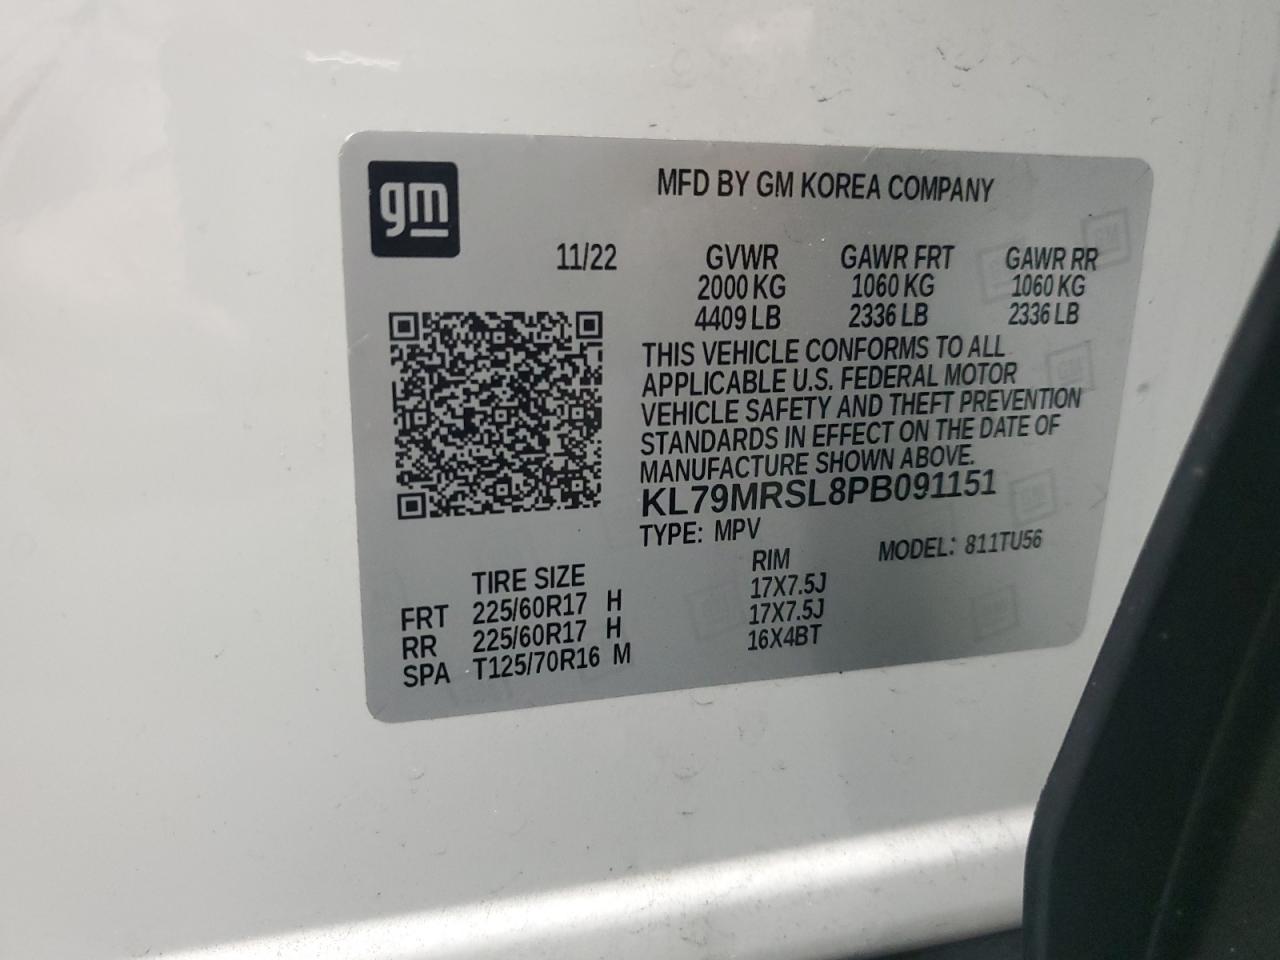 gm
MFD BY GM KOREA COMPANY
11/22 GVWR GAWR FRT GAWR RR
2000 KG 1060 KG 1060 KG
4409 LB 2336 LB 2336 LB
THIS VEHICLE CONFORMS TO ALL
APPLICABLE U.S. FEDERAL MOTOR
VEHICLE SAFETY AND THEFT PREVENTION
STANDARDS IN EFFECT ON THE DATE OF
MANUFACTURE SHOWN ABOVE.
KL79MRSL8PB091151
TYPE: MPV MODEL: 811TU56
TIRE SIZE RIM
FRT 225/60R17 H 17X7.5J
RR 225/60R17 H 17X7.5J
SPA T125/70R16 M 16X4BT